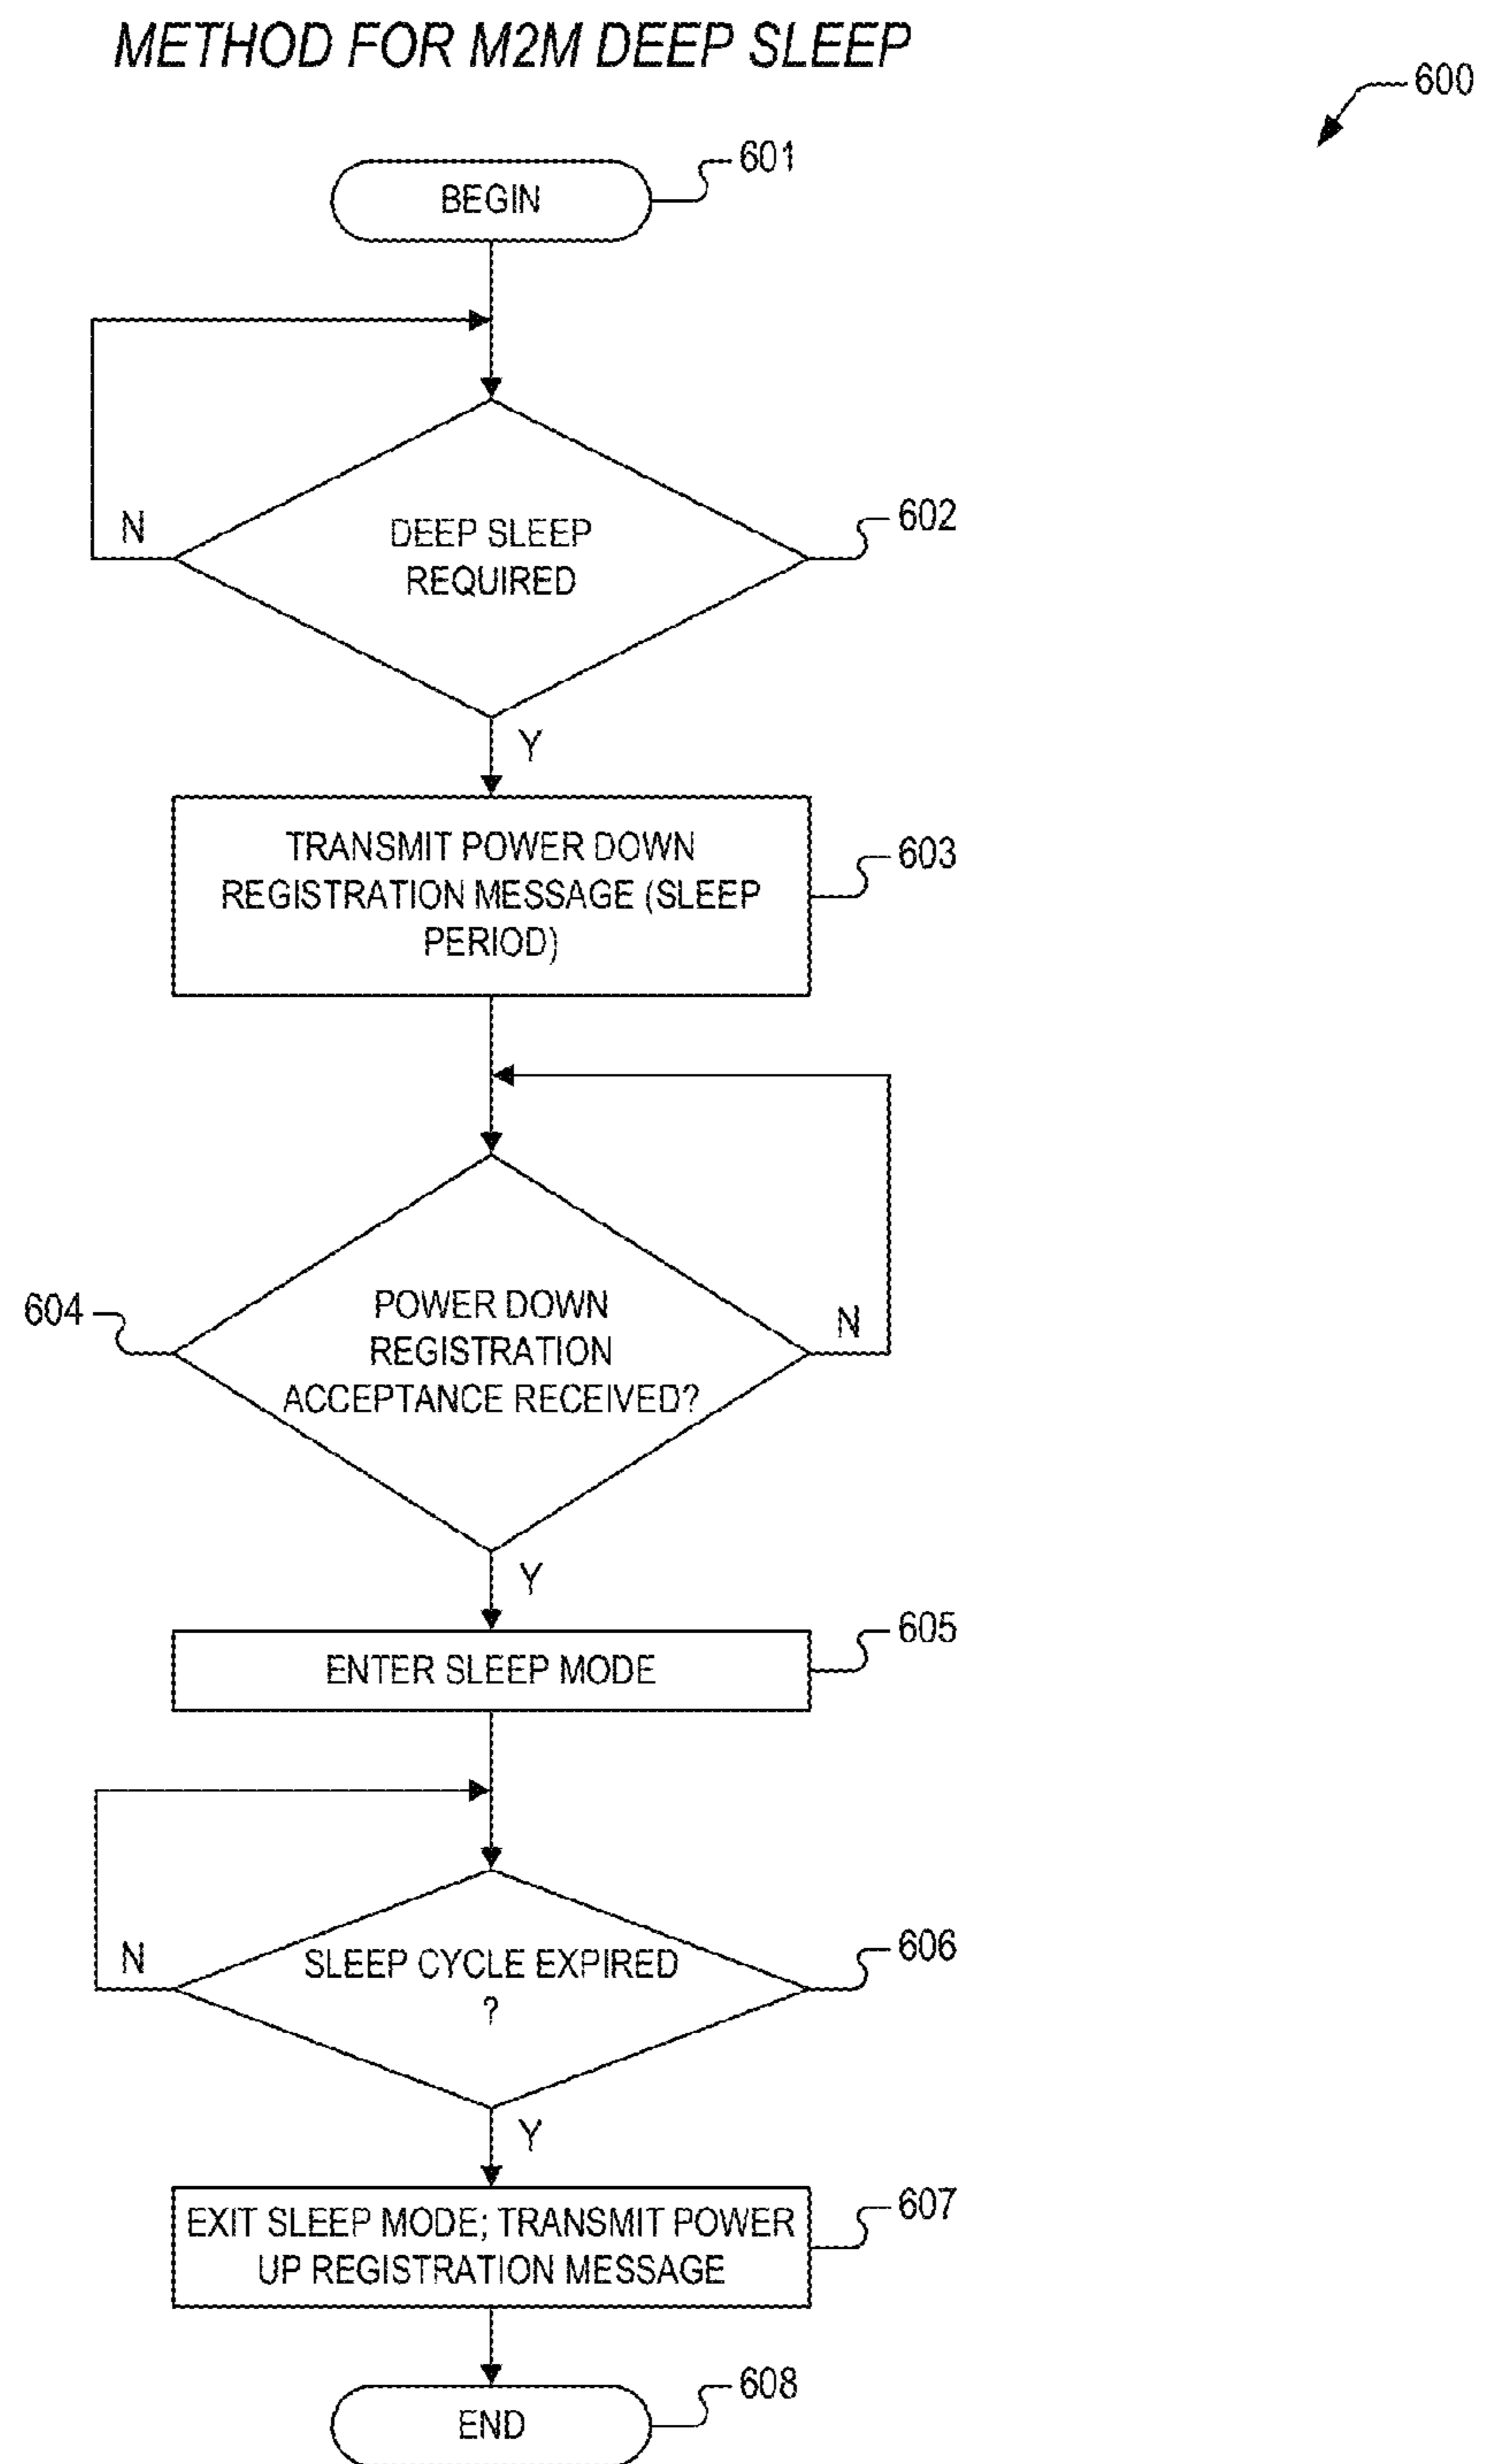 METHOD FOR M2M DEEP SLEEP
600
601
BEGIN
602
N
DEEP SLEEP
REQUIRED
Y
603
TRANSMIT POWER DOWN
REGISTRATION MESSAGE (SLEEP
PERIOD)
604
POWER DOWN
REGISTRATION
ACCEPTANCE RECEIVED?
N
Y
605
ENTER SLEEP MODE
606
N
SLEEP CYCLE EXPIRED
?
Y
607
EXIT SLEEP MODE; TRANSMIT POWER
UP REGISTRATION MESSAGE
608
END